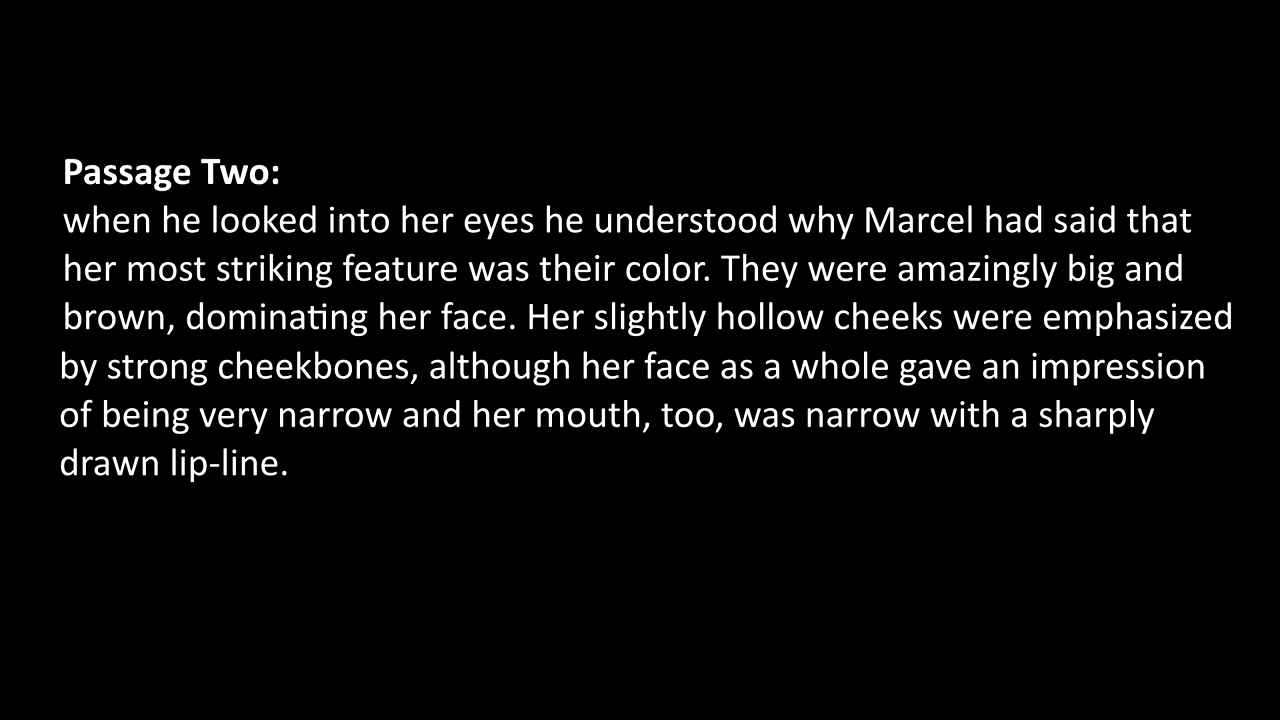 Passage Two:
when he looked into her eyes he understood why Marcel had said that
her most striking feature was their color. They were amazingly big and
brown, dominating her face. Her slightly hollow cheeks were emphasized
by strong cheekbones, although her face as a whole gave an impression
of being very narrow and her mouth, too, was narrow with a sharply
drawn lip-line.